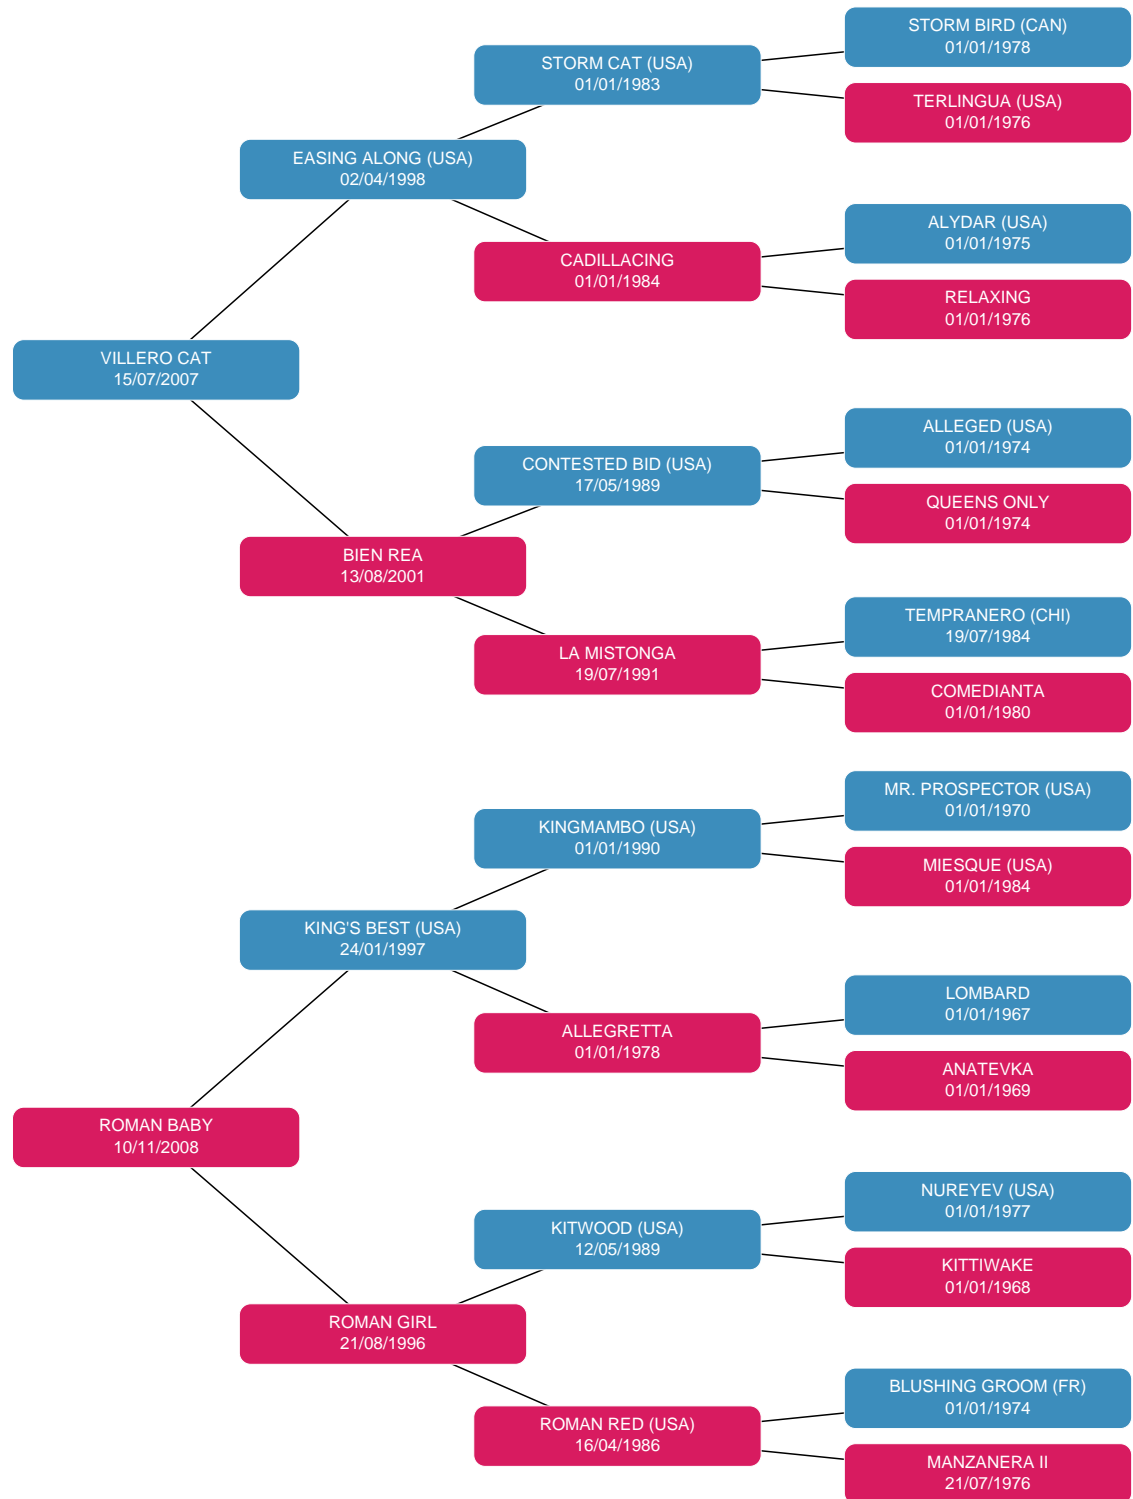 STORM BIRD (CAN)
01/01/1978
STORM CAT (USA)
01/01/1983
TERLINGUA (USA)
01/01/1976
EASING ALONG (USA)
02/04/1998
ALYDAR (USA)
01/01/1975
CADILLACING
01/01/1984
RELAXING
01/01/1976
VILLERO CAT
15/07/2007
ALLEGED (USA)
01/01/1974
CONTESTED BID (USA)
17/05/1989
QUEENS ONLY
01/01/1974
BIEN REA
13/08/2001
TEMPRANERO (CHI)
19/07/1984
LA MISTONGA
19/07/1991
COMEDIANTA
01/01/1980
MR. PROSPECTOR (USA)
01/01/1970
KINGMAMBO (USA)
01/01/1990
MIESQUE (USA)
01/01/1984
KING'S BEST (USA)
24/01/1997
LOMBARD
01/01/1967
ALLEGRETTA
01/01/1978
ANATEVKA
01/01/1969
ROMAN BABY
10/11/2008
NUREYEV (USA)
01/01/1977
KITWOOD (USA)
12/05/1989
KITTIWAKE
01/01/1968
ROMAN GIRL
21/08/1996
BLUSHING GROOM (FR)
01/01/1974
ROMAN RED (USA)
16/04/1986
MANZANERA II
21/07/1976